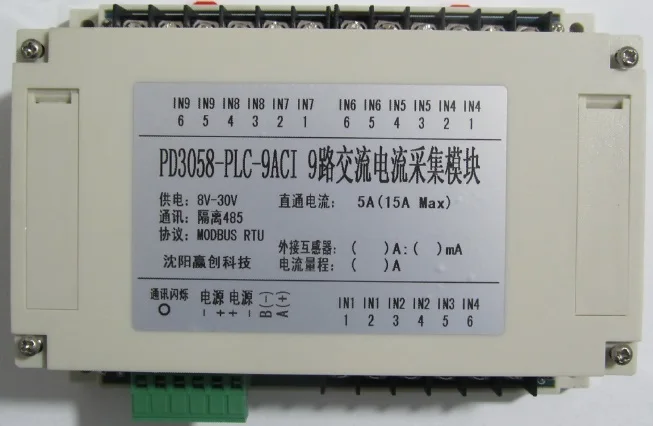 IN9 IN9 IN8 IN8 IN7 IN7 IN6 IN6 IN5 IN5 IN4 IN4
6 5 4 3 2 1 6 5 4 3 2 1
PD3058-PLC-9ACI 9路交流电流采集模块
供电: 8V-30V 直通电流: 5A(15A Max)
通讯: 隔离485
协议: MODBUS RTU
外接互感器: ( )A:( )mA
沈阳赢创科技 电流量程: ( )A
通讯闪烁 电源 电源 (-) (+)
- + + - B A
IN1 IN1 IN2 IN2 IN3 IN4
1 2 3 4 5 6